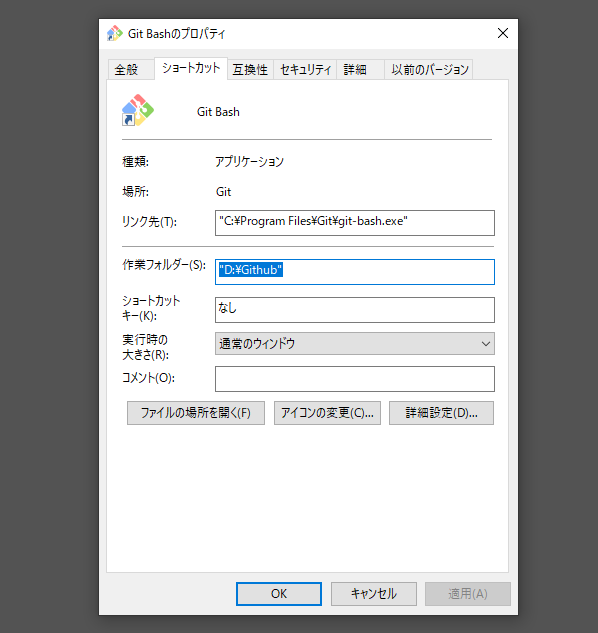 Git Bashのプロパティ
全般 ショートカット 互換性 セキュリティ 詳細 以前のバージョン
Git Bash
種類: アプリケーション
場所: Git
リンク先(T): "C:¥Program Files¥Git¥git-bash.exe"
作業フォルダー(S): "D:¥Github"
ショートカット
キー(K): なし
実行時の
大きさ(R): 通常のウィンドウ
コメント(O):
ファイルの場所を開く(F) アイコンの変更(C)... 詳細設定(D)...
OK キャンセル 適用(A)